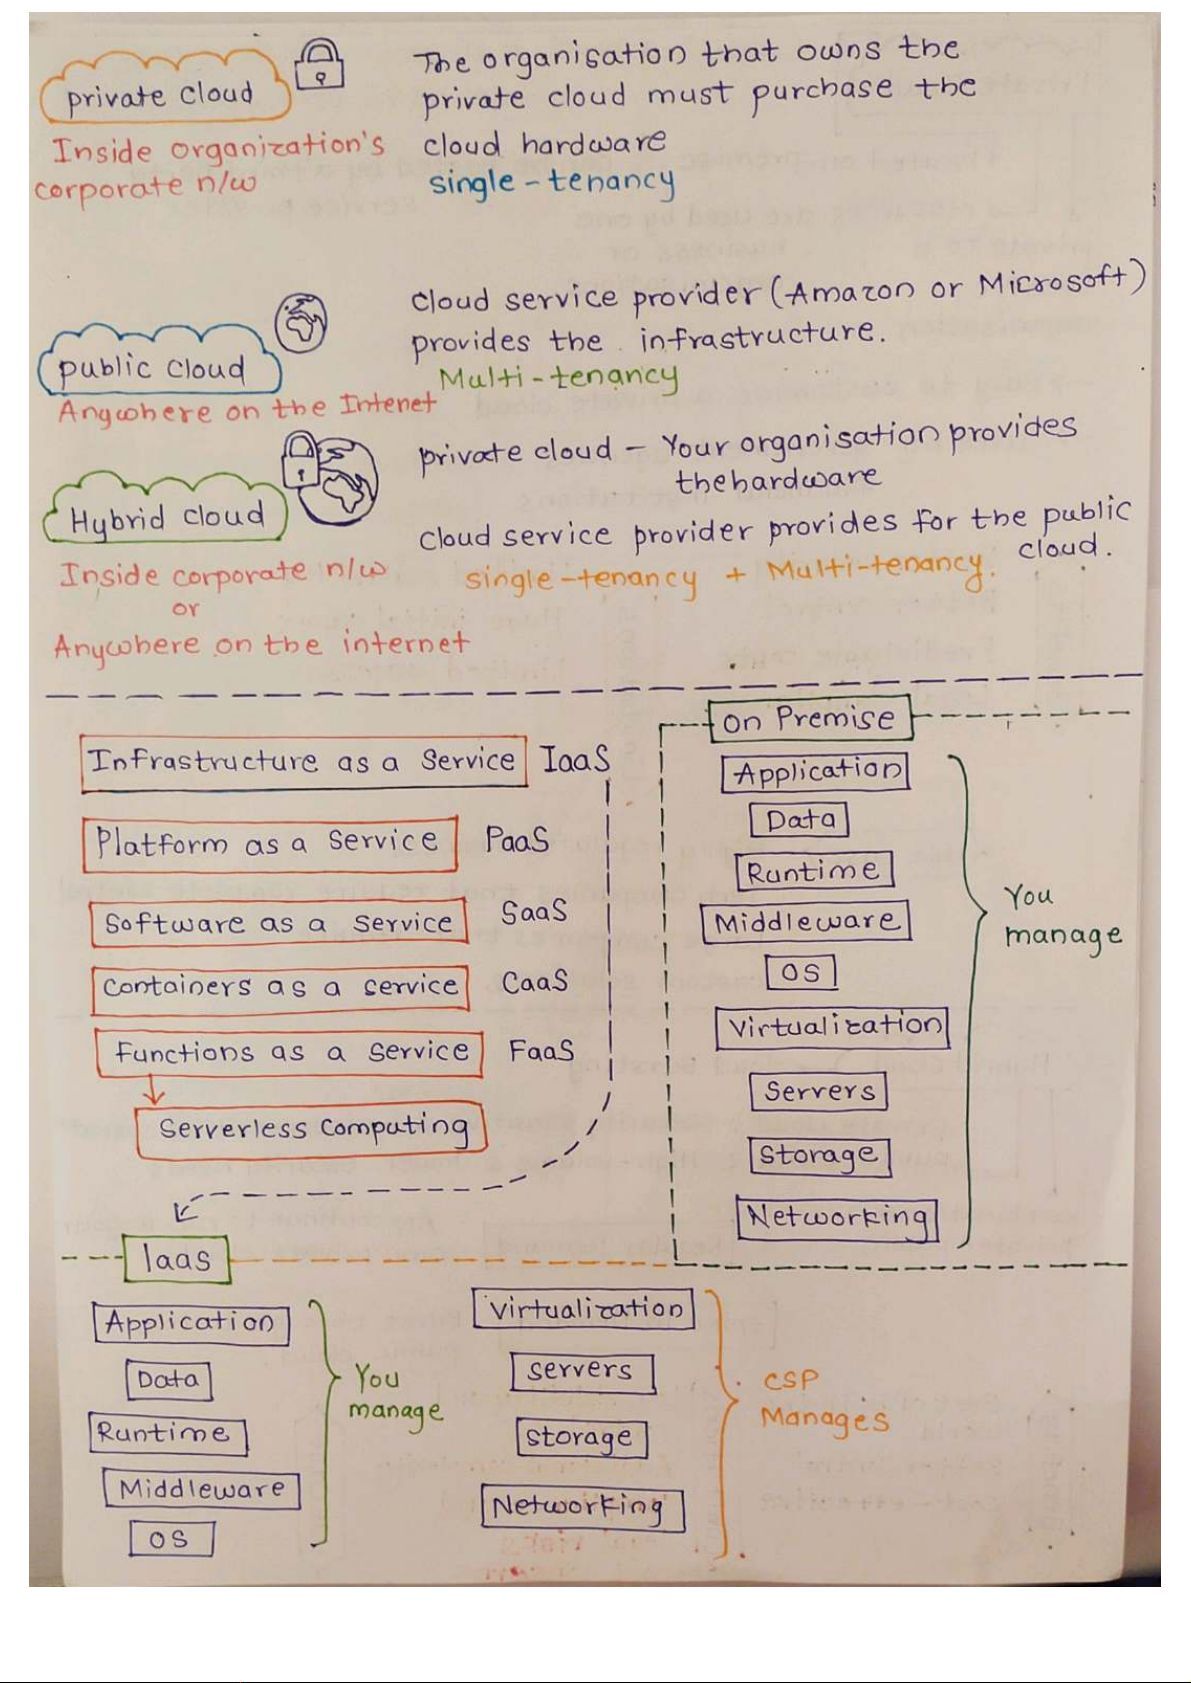 private cloud
Inside organization's
corporate n/w
The organisation that owns the
private cloud must purchase the
cloud hardware
single-tenancy
public cloud
Anywhere on the Intenet
cloud service provider (Amazon or Microsoft)
provides the infrastructure.
Multi-tenancy
Hybrid cloud
Inside corporate n/w
or
Anywhere on the internet
private cloud - Your organisation provides
the hardware
cloud service provider provides for the public
cloud.
single-tenancy + Multi-tenancy.
Infrastructure as a Service IaaS
Platform as a Service PaaS
Software as a Service SaaS
Containers as a service CaaS
Functions as a Service FaaS
Serverless Computing
On Premise
Application
Data
Runtime
Middleware
OS
Virtualization
Servers
Storage
Networking
You
manage
Iaas
Application
Data
Runtime
Middleware
OS
You
manage
Virtualization
Servers
Storage
Networking
CSP
Manages